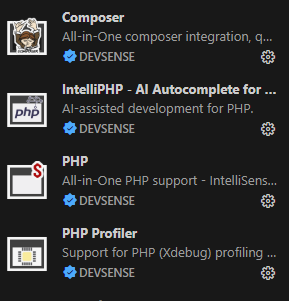 Composer
All-in-One composer integration, q...
DEVSENSE
IntelliPHP - AI Autocomplete for ...
php
AI-assisted development for PHP.
DEVSENSE
PHP
All-in-One PHP support - IntelliSens...
DEVSENSE
PHP Profiler
Support for PHP (Xdebug) profiling ...
DEVSENSE